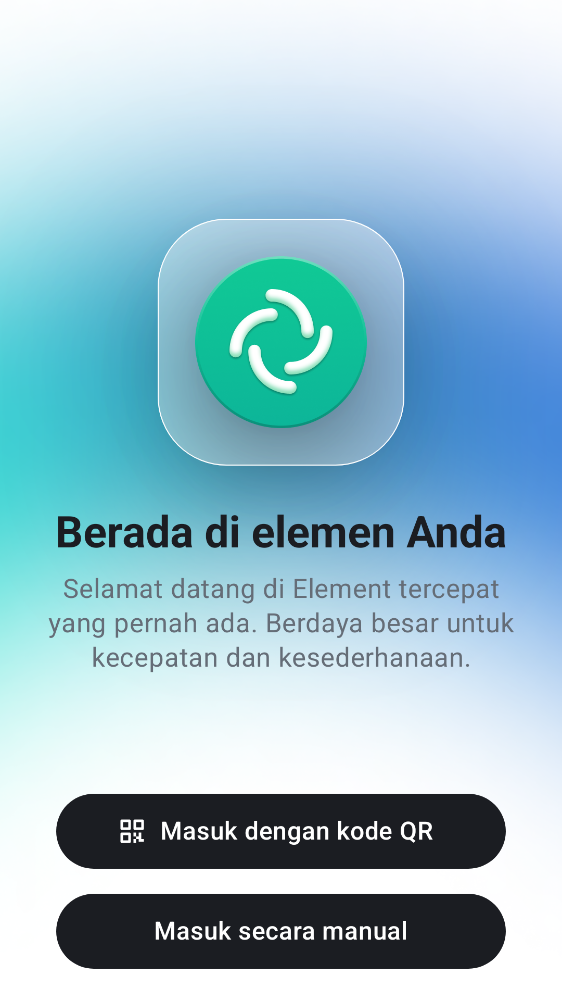 Berada di elemen Anda
Selamat datang di Element tercepat
yang pernah ada. Berdaya besar untuk
kecepatan dan kesederhanaan.
Masuk dengan kode QR
Masuk secara manual